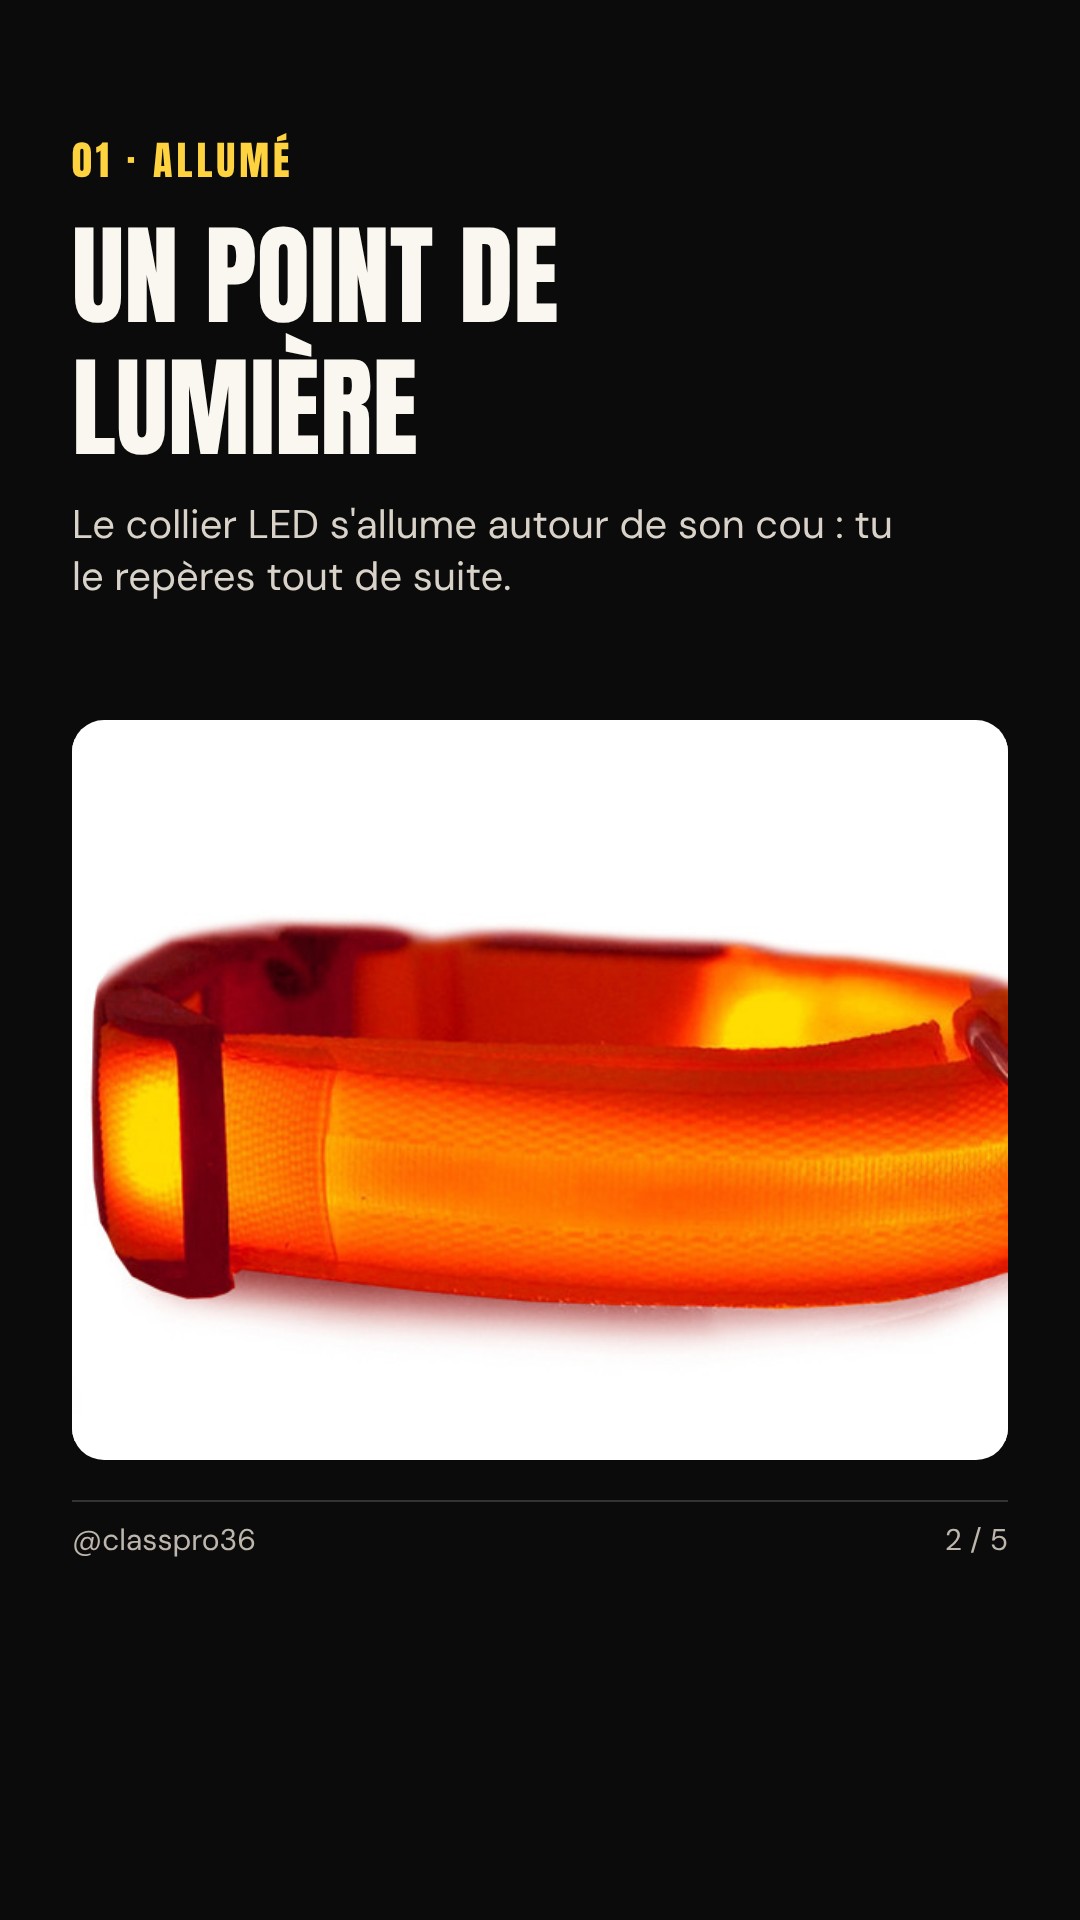 01 · ALLUMÉ
UN POINT DE
LUMIÈRE
Le collier LED s'allume autour de son cou : tu
le repères tout de suite.
@classpro36
2 / 5